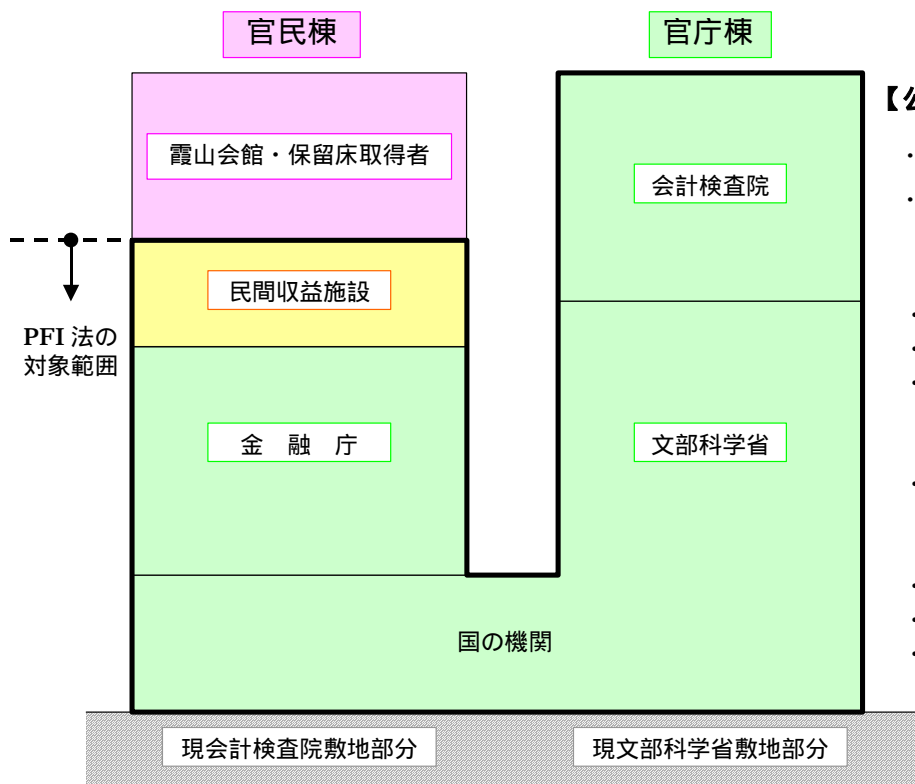 官民棟
官庁棟
【公
霞山会館・保留床取得者
会計検査院
民間収益施設
PFI 法の
対象範囲
金 融 庁
文部科学省
国の機関
現会計検査院敷地部分
現文部科学省敷地部分